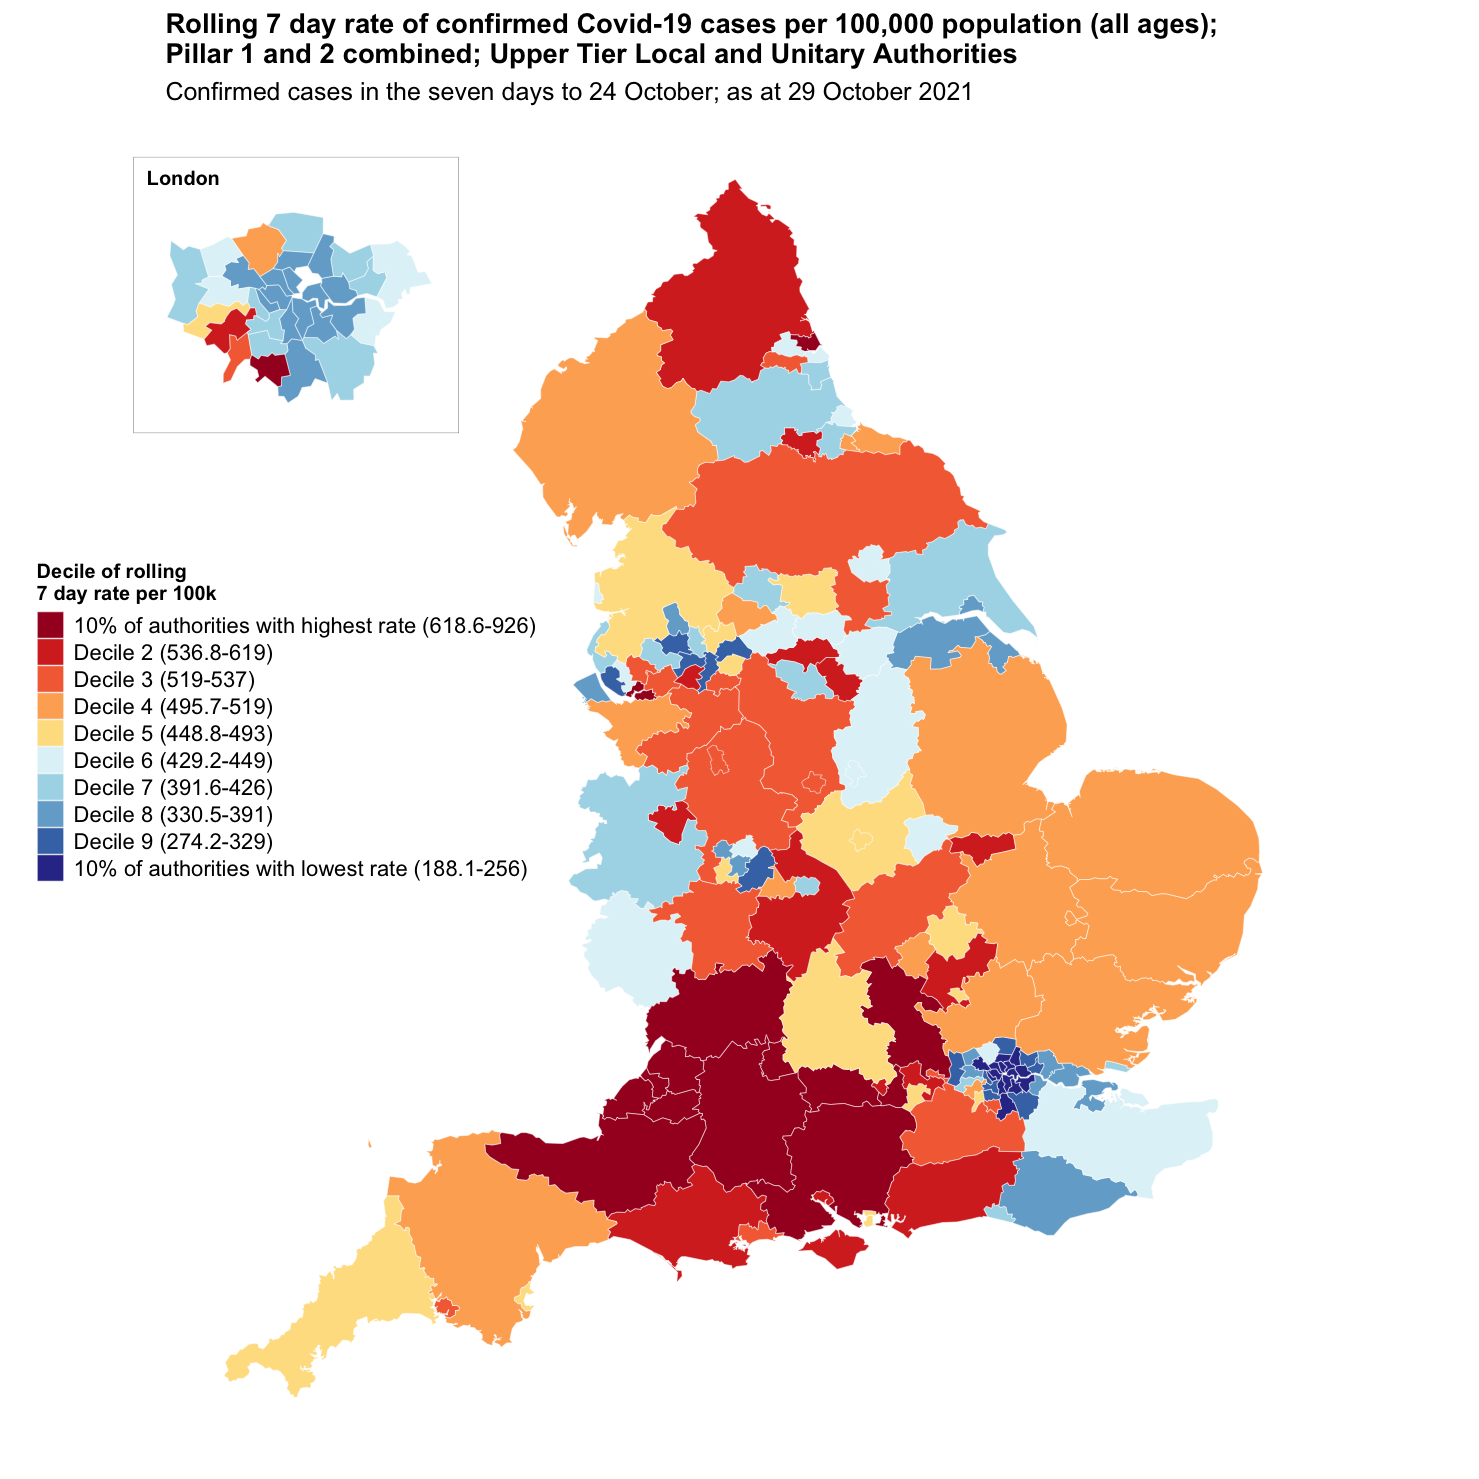 Rolling 7 day rate of confirmed Covid-19 cases per 100,000 population (all ages);
Pillar 1 and 2 combined; Upper Tier Local and Unitary Authorities
Confirmed cases in the seven days to 24 October; as at 29 October 2021
London
Decile of rolling
7 day rate per 100k
10% of authorities with highest rate (618.6-926)
Decile 2 (536.8-619)
Decile 3 (519-537)
Decile 4 (495.7-519)
Decile 5 (448.8-493)
Decile 6 (429.2-449)
Decile 7 (391.6-426)
Decile 8 (330.5-391)
Decile 9 (274.2-329)
10% of authorities with lowest rate (188.1-256)